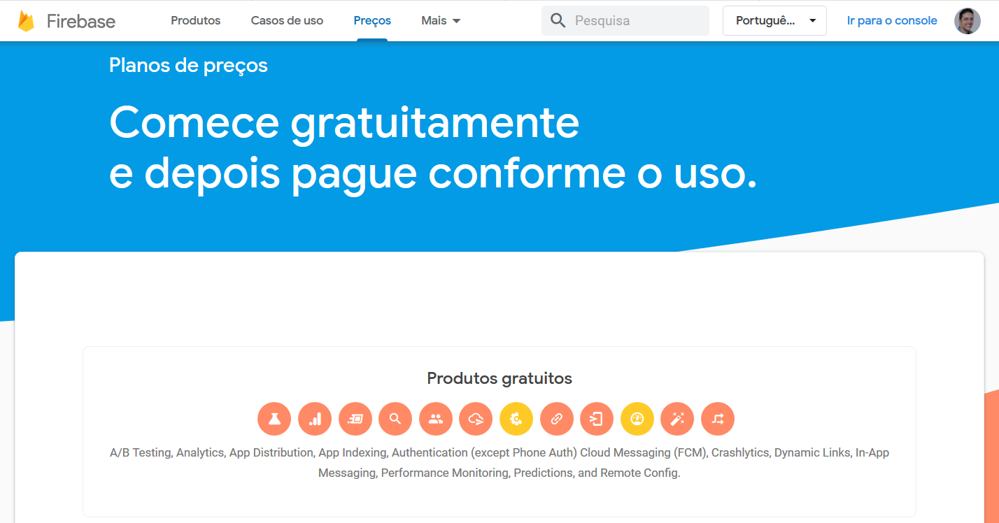 Firebase
Produtos
Casos de uso
Preços
Mais
Pesquisa
Portuguê...
Ir para o console
Planos de preços
Comece gratuitamente
e depois pague conforme o uso.
Produtos gratuitos
A/B Testing, Analytics, App Distribution, App Indexing, Authentication (except Phone Auth) Cloud Messaging (FCM), Crashlytics, Dynamic Links, In-App
Messaging, Performance Monitoring, Predictions, and Remote Config.